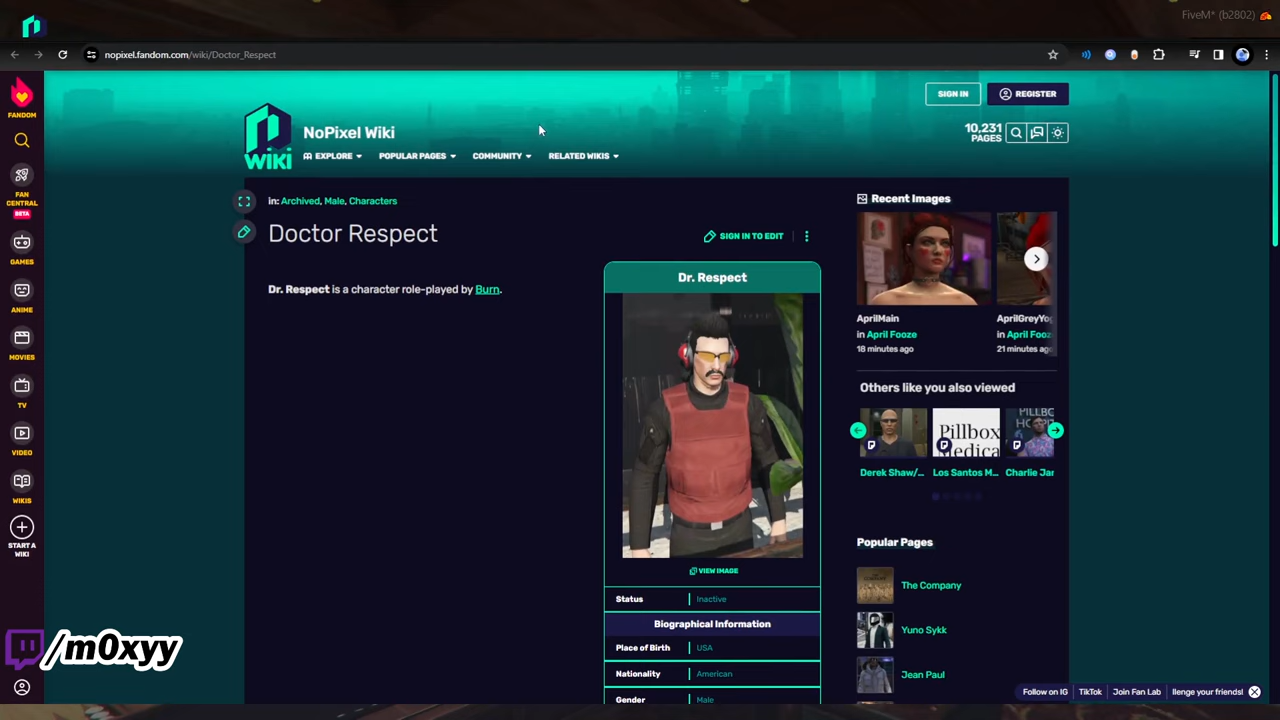 FiveM* (b2802)
nopixel.fandom.com/wiki/Doctor_Respect
FANDOM
FAN CENTRAL
BETA
GAMES
ANIME
MOVIES
TV
VIDEO
WIKIS
START A WIKI
SIGN IN
REGISTER
WIKI
NoPixel Wiki
10,231 PAGES
EXPLORE
POPULAR PAGES
COMMUNITY
RELATED WIKIS
in: Archived, Male, Characters
Doctor Respect
SIGN IN TO EDIT
Dr. Respect is a character role-played by Burn.
Dr. Respect
VIEW IMAGE
Status Inactive
Biographical Information
Place of Birth USA
Nationality American
Gender Male
Recent Images
AprilMain
in April Fooze
18 minutes ago
AprilGreyYog
in April Fooz
21 minutes ago
Others like you also viewed
Pillbox
Medica
PILLBO
HOSPI
Derek Shaw/...
Los Santos M...
Charlie Jar
Popular Pages
The Company
Yuno Sykk
Jean Paul
Follow on IG
TikTok
Join Fan Lab
llenge your friends!
/m0xyy